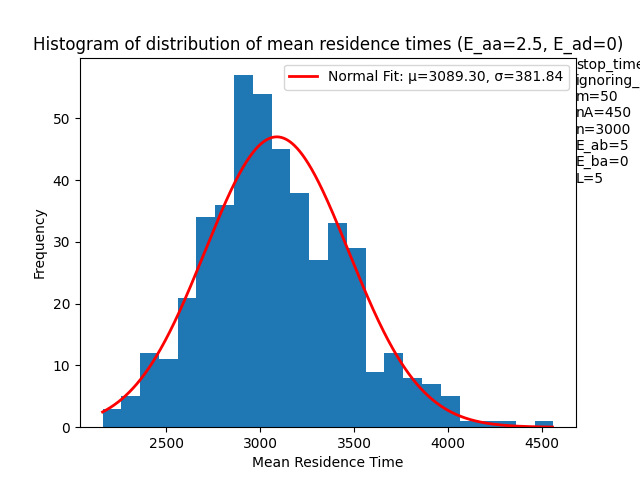 Histogram of distribution of mean residence times (E_aa=2.5, E_ad=0)
stop_time
ignoring_
m=50
nA=450
n=3000
E_ab=5
E_ba=0
L=5
Normal Fit: μ=3089.30, σ=381.84
Frequency
50
40
30
20
10
0
2500
3000
3500
4000
4500
Mean Residence Time